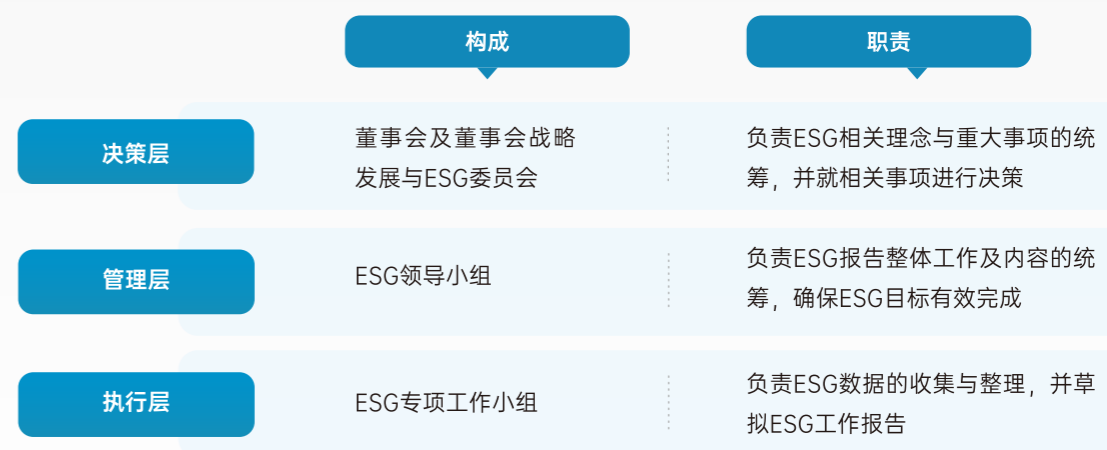 构成
职责
决策层
董事会及董事会战略
发展与ESG委员会
负责ESG相关理念与重大事项的统
筹，并就相关事项进行决策
管理层
ESG领导小组
负责ESG报告整体工作及内容的统
筹，确保ESG目标有效完成
执行层
ESG专项工作小组
负责ESG数据的收集与整理，并草
拟ESG工作报告